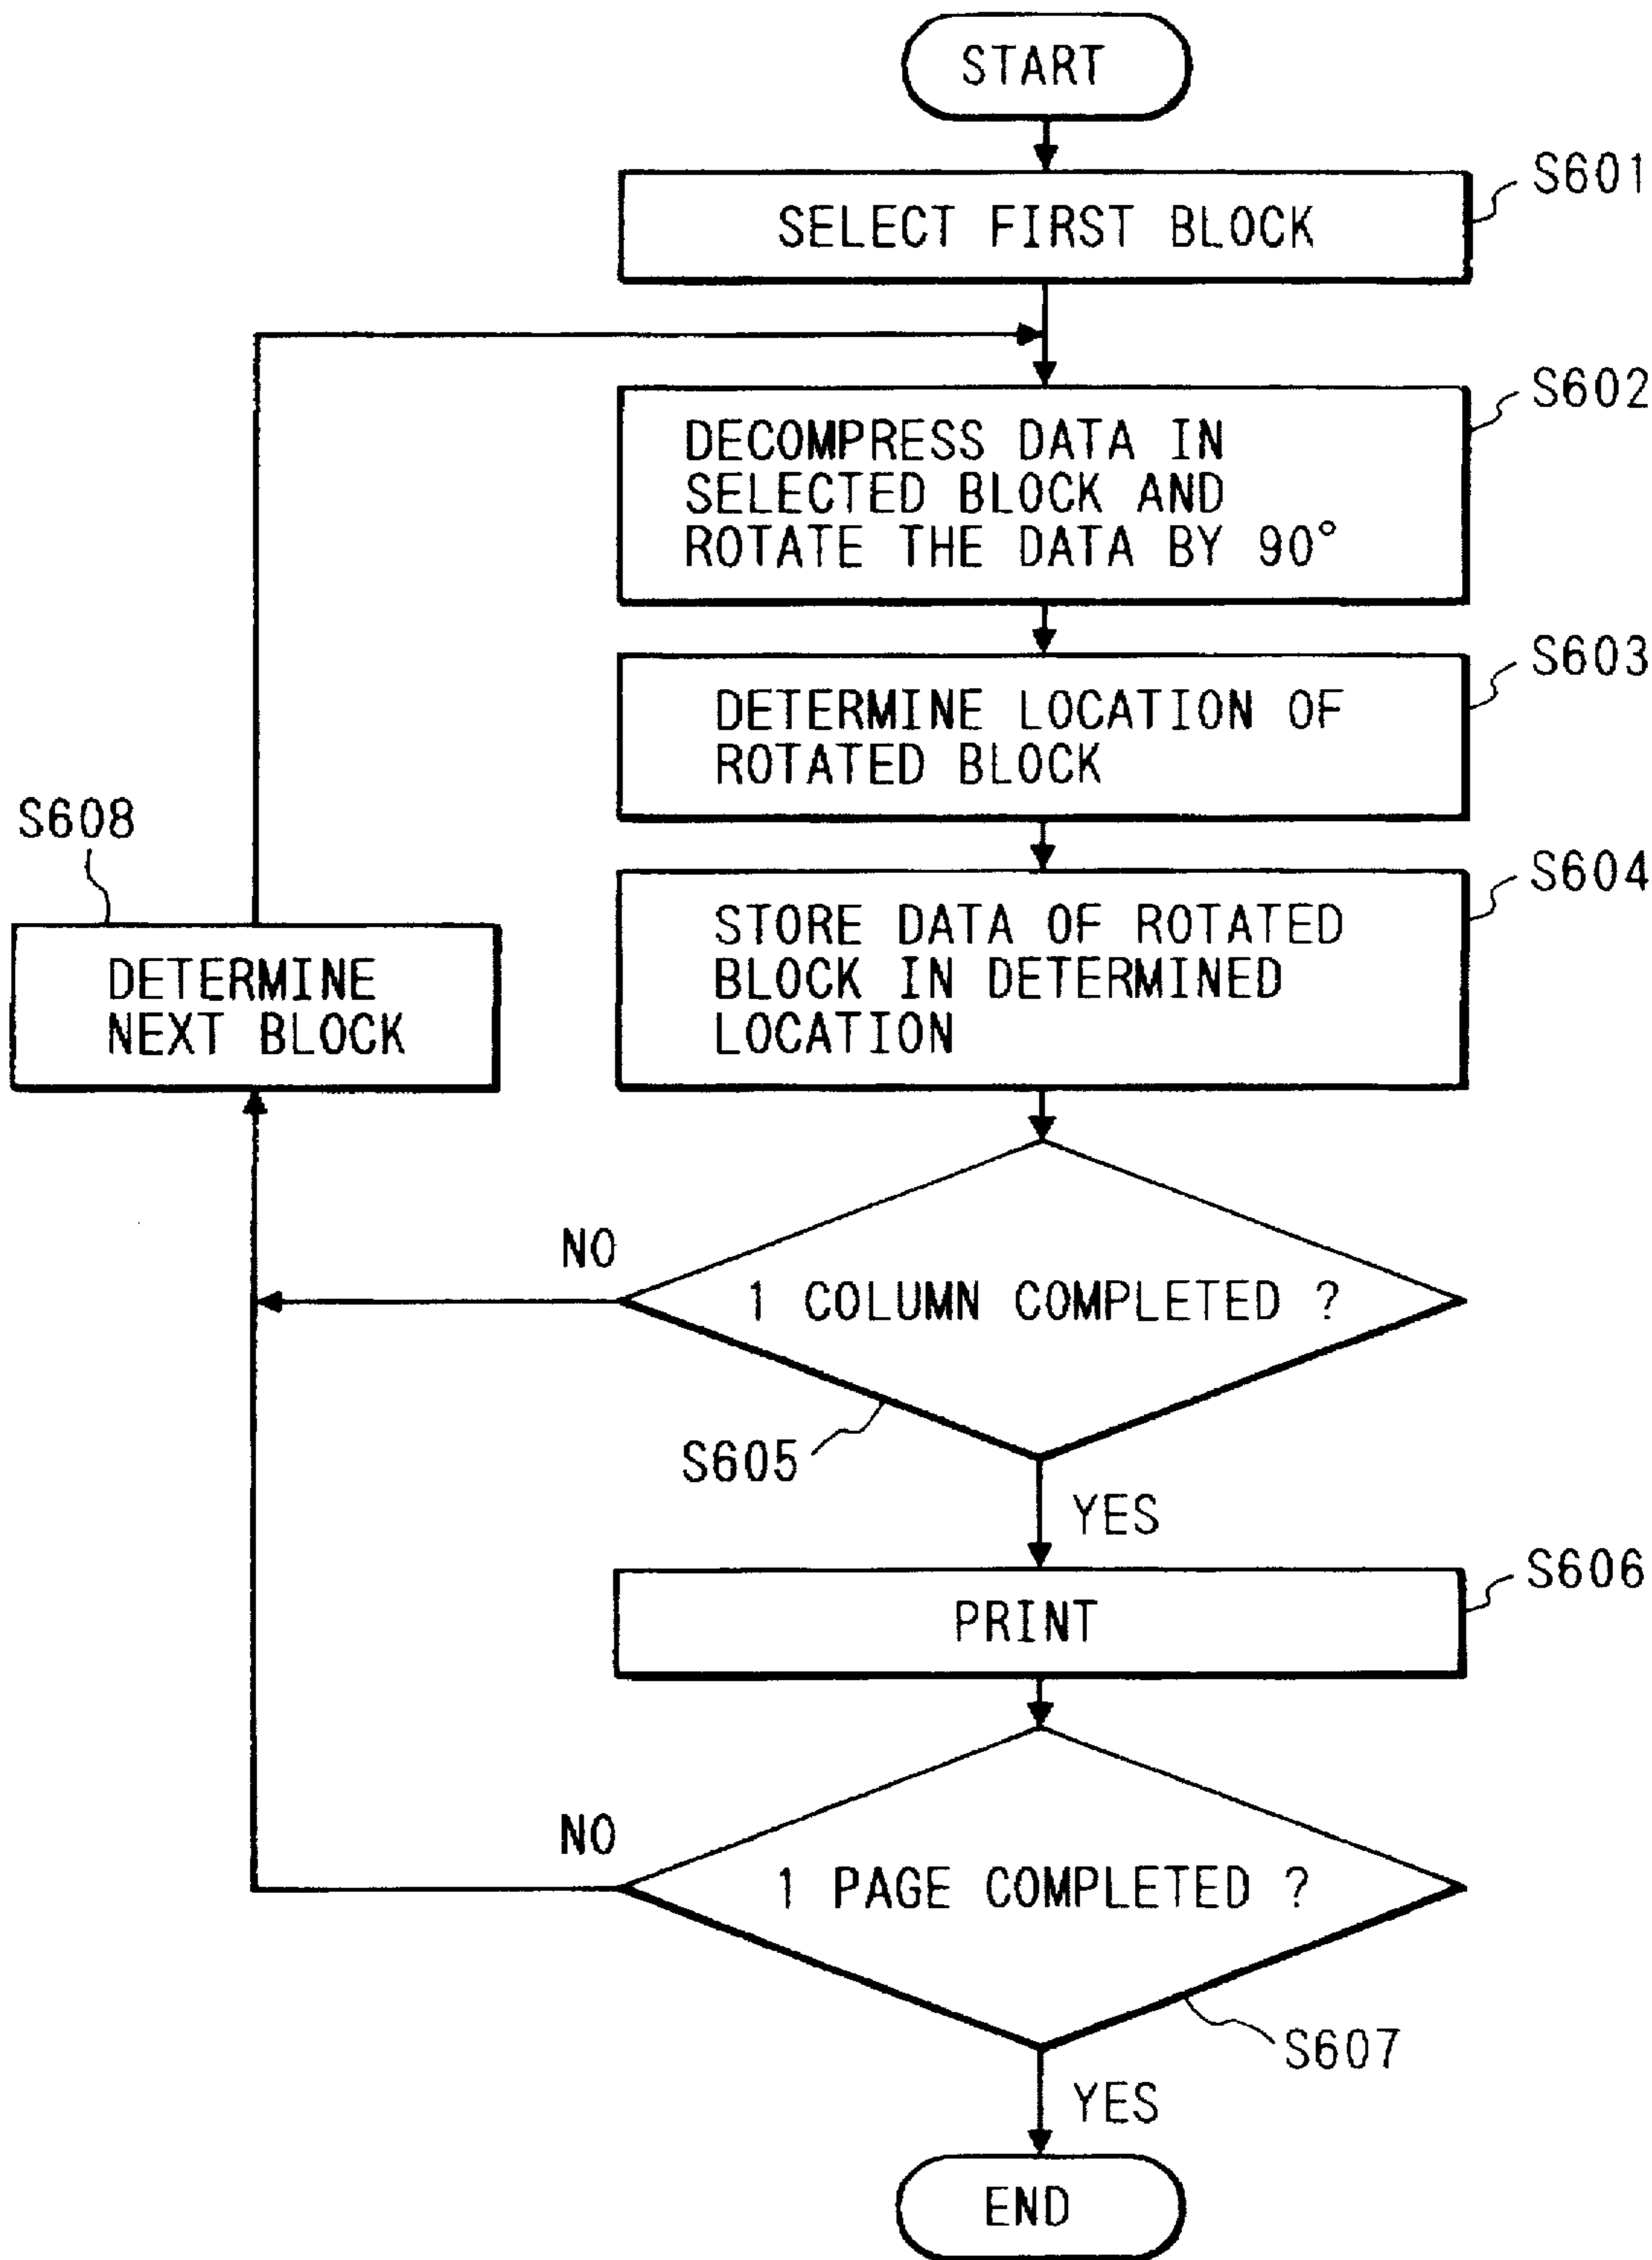 START
S601
SELECT FIRST BLOCK
S602
DECOMPRESS DATA IN
SELECTED BLOCK AND
ROTATE THE DATA BY 90°
S603
DETERMINE LOCATION OF
ROTATED BLOCK
S608
DETERMINE
NEXT BLOCK
S604
STORE DATA OF ROTATED
BLOCK IN DETERMINED
LOCATION
NO
1 COLUMN COMPLETED ?
S605
YES
S606
PRINT
NO
1 PAGE COMPLETED ?
S607
YES
END